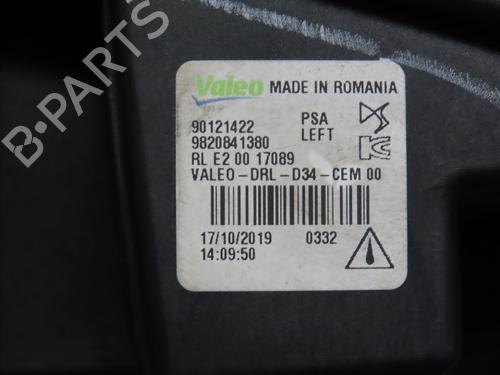 Valeo MADE IN ROMANIA
90121422 PSA
9820841380 LEFT
RL E2 00 17089
VALEO-DRL-D34-CEM 00
17/10/2019 0332
14:09:50
B-PARTS